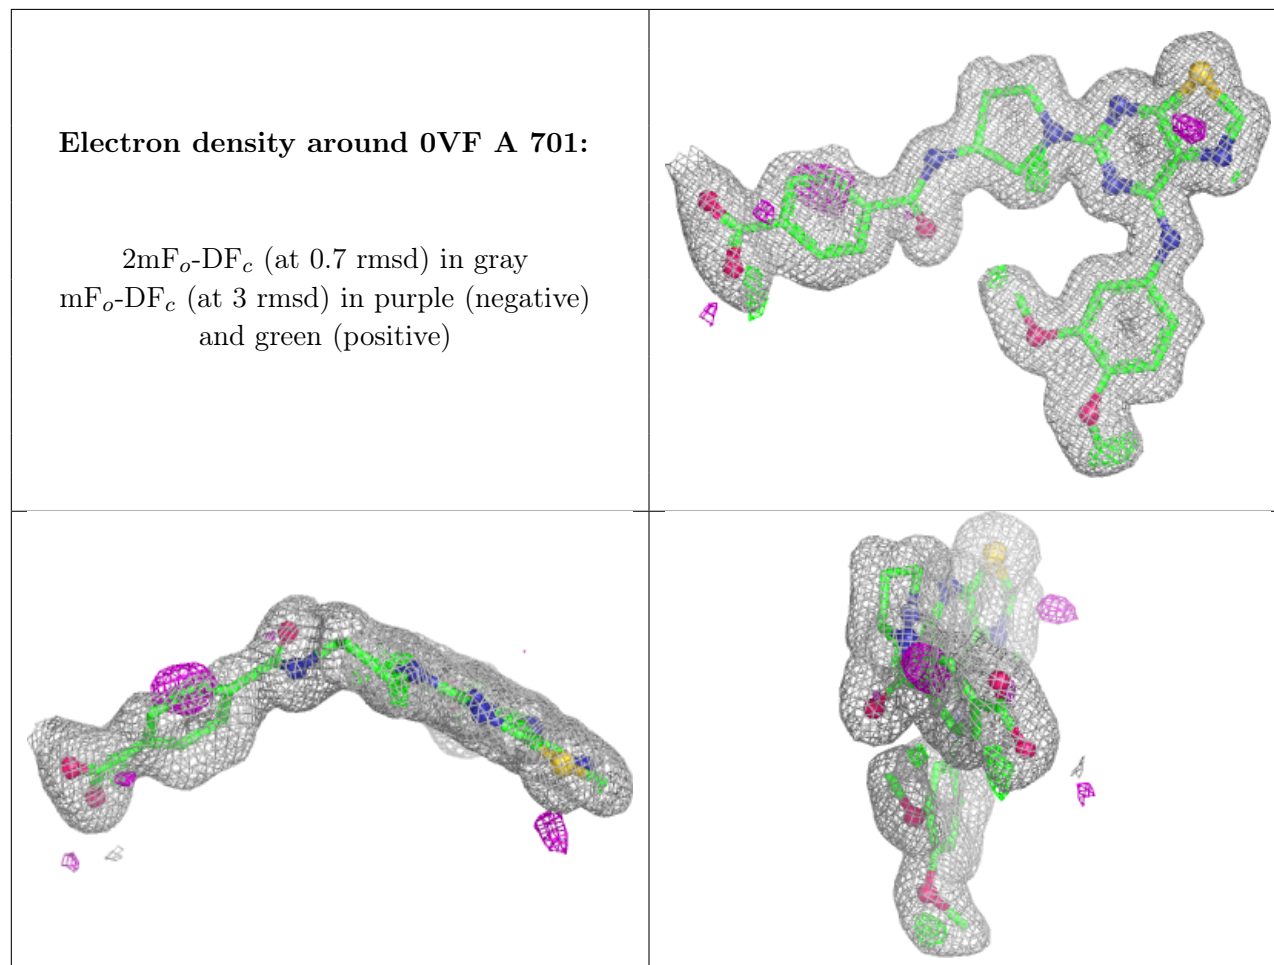 Electron density around 0VF A 701:
2mFo-DFc (at 0.7 rmsd) in gray
mFo-DFc (at 3 rmsd) in purple (negative)
and green (positive)